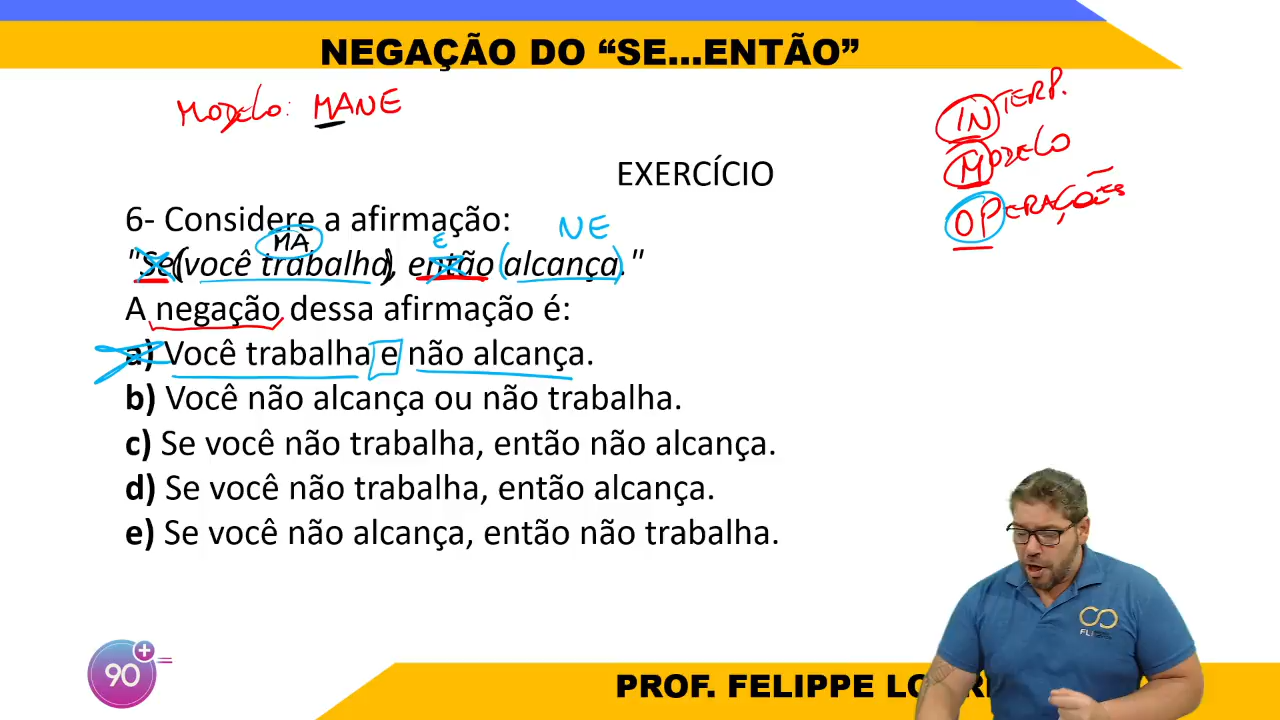 NEGAÇÃO DO “SE...ENTÃO”
MODELO: MANE
INTERP.
MODELO
OPERAÇÕES
EXERCÍCIO
6- Considere a afirmação:
MA E NE
"Se (você trabalha), então (alcança)."
A negação dessa afirmação é:
a) Você trabalha e não alcança.
b) Você não alcança ou não trabalha.
c) Se você não trabalha, então não alcança.
d) Se você não trabalha, então alcança.
e) Se você não alcança, então não trabalha.
90+
PROF. FELIPPE